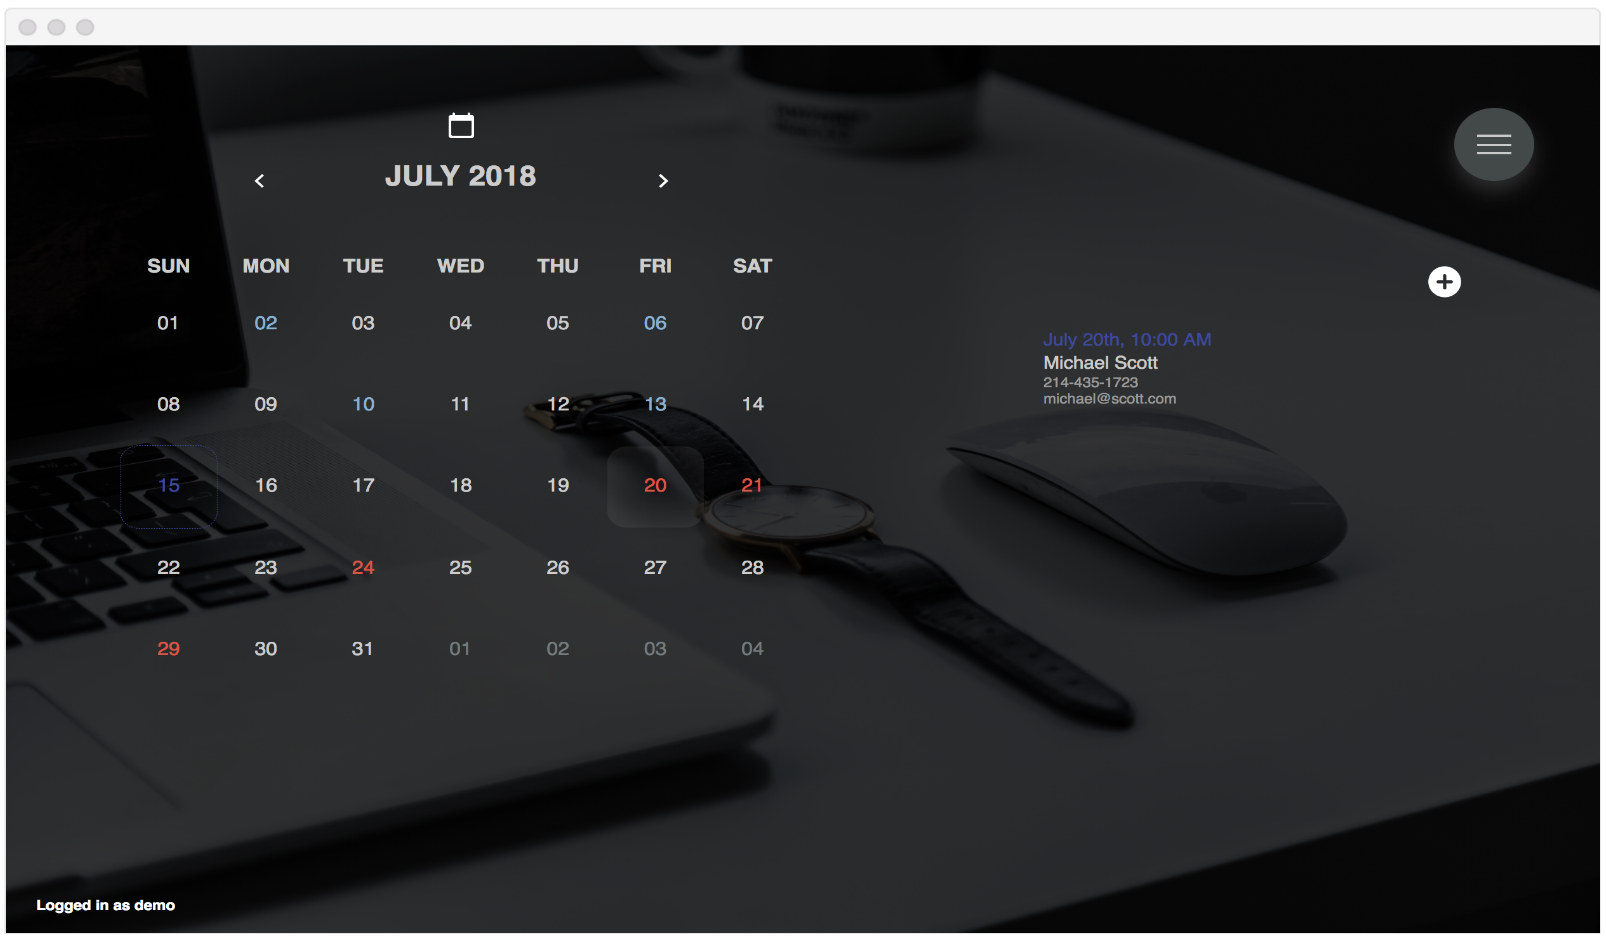 JULY 2018
SUN MON TUE WED THU FRI SAT
01 02 03 04 05 06 07
08 09 10 11 12 13 14
15 16 17 18 19 20 21
22 23 24 25 26 27 28
29 30 31 01 02 03 04
July 20th, 10:00 AM
Michael Scott
214-435-1723
michael@scott.com
Logged in as demo